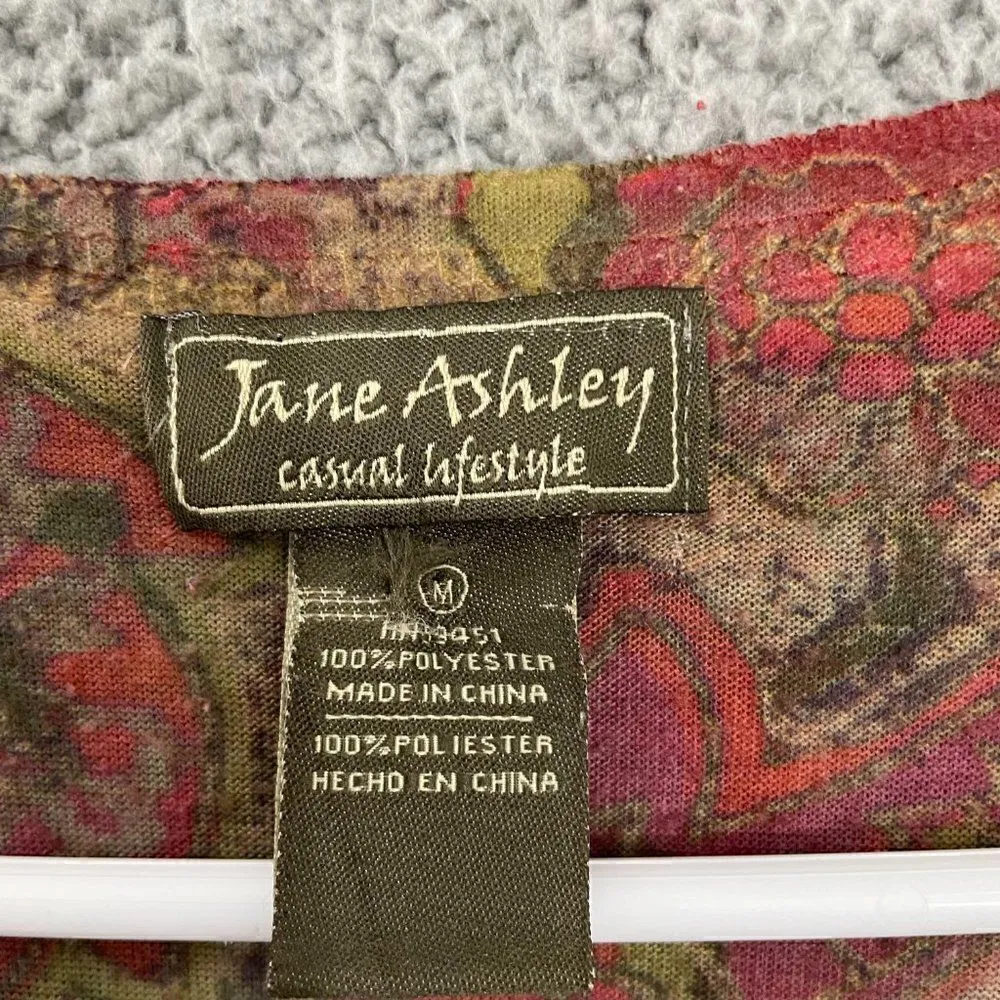 Jane Ashley
casual lifestyle
M
100% POLYESTER
MADE IN CHINA
100% POLIESTER
HECHO EN CHINA